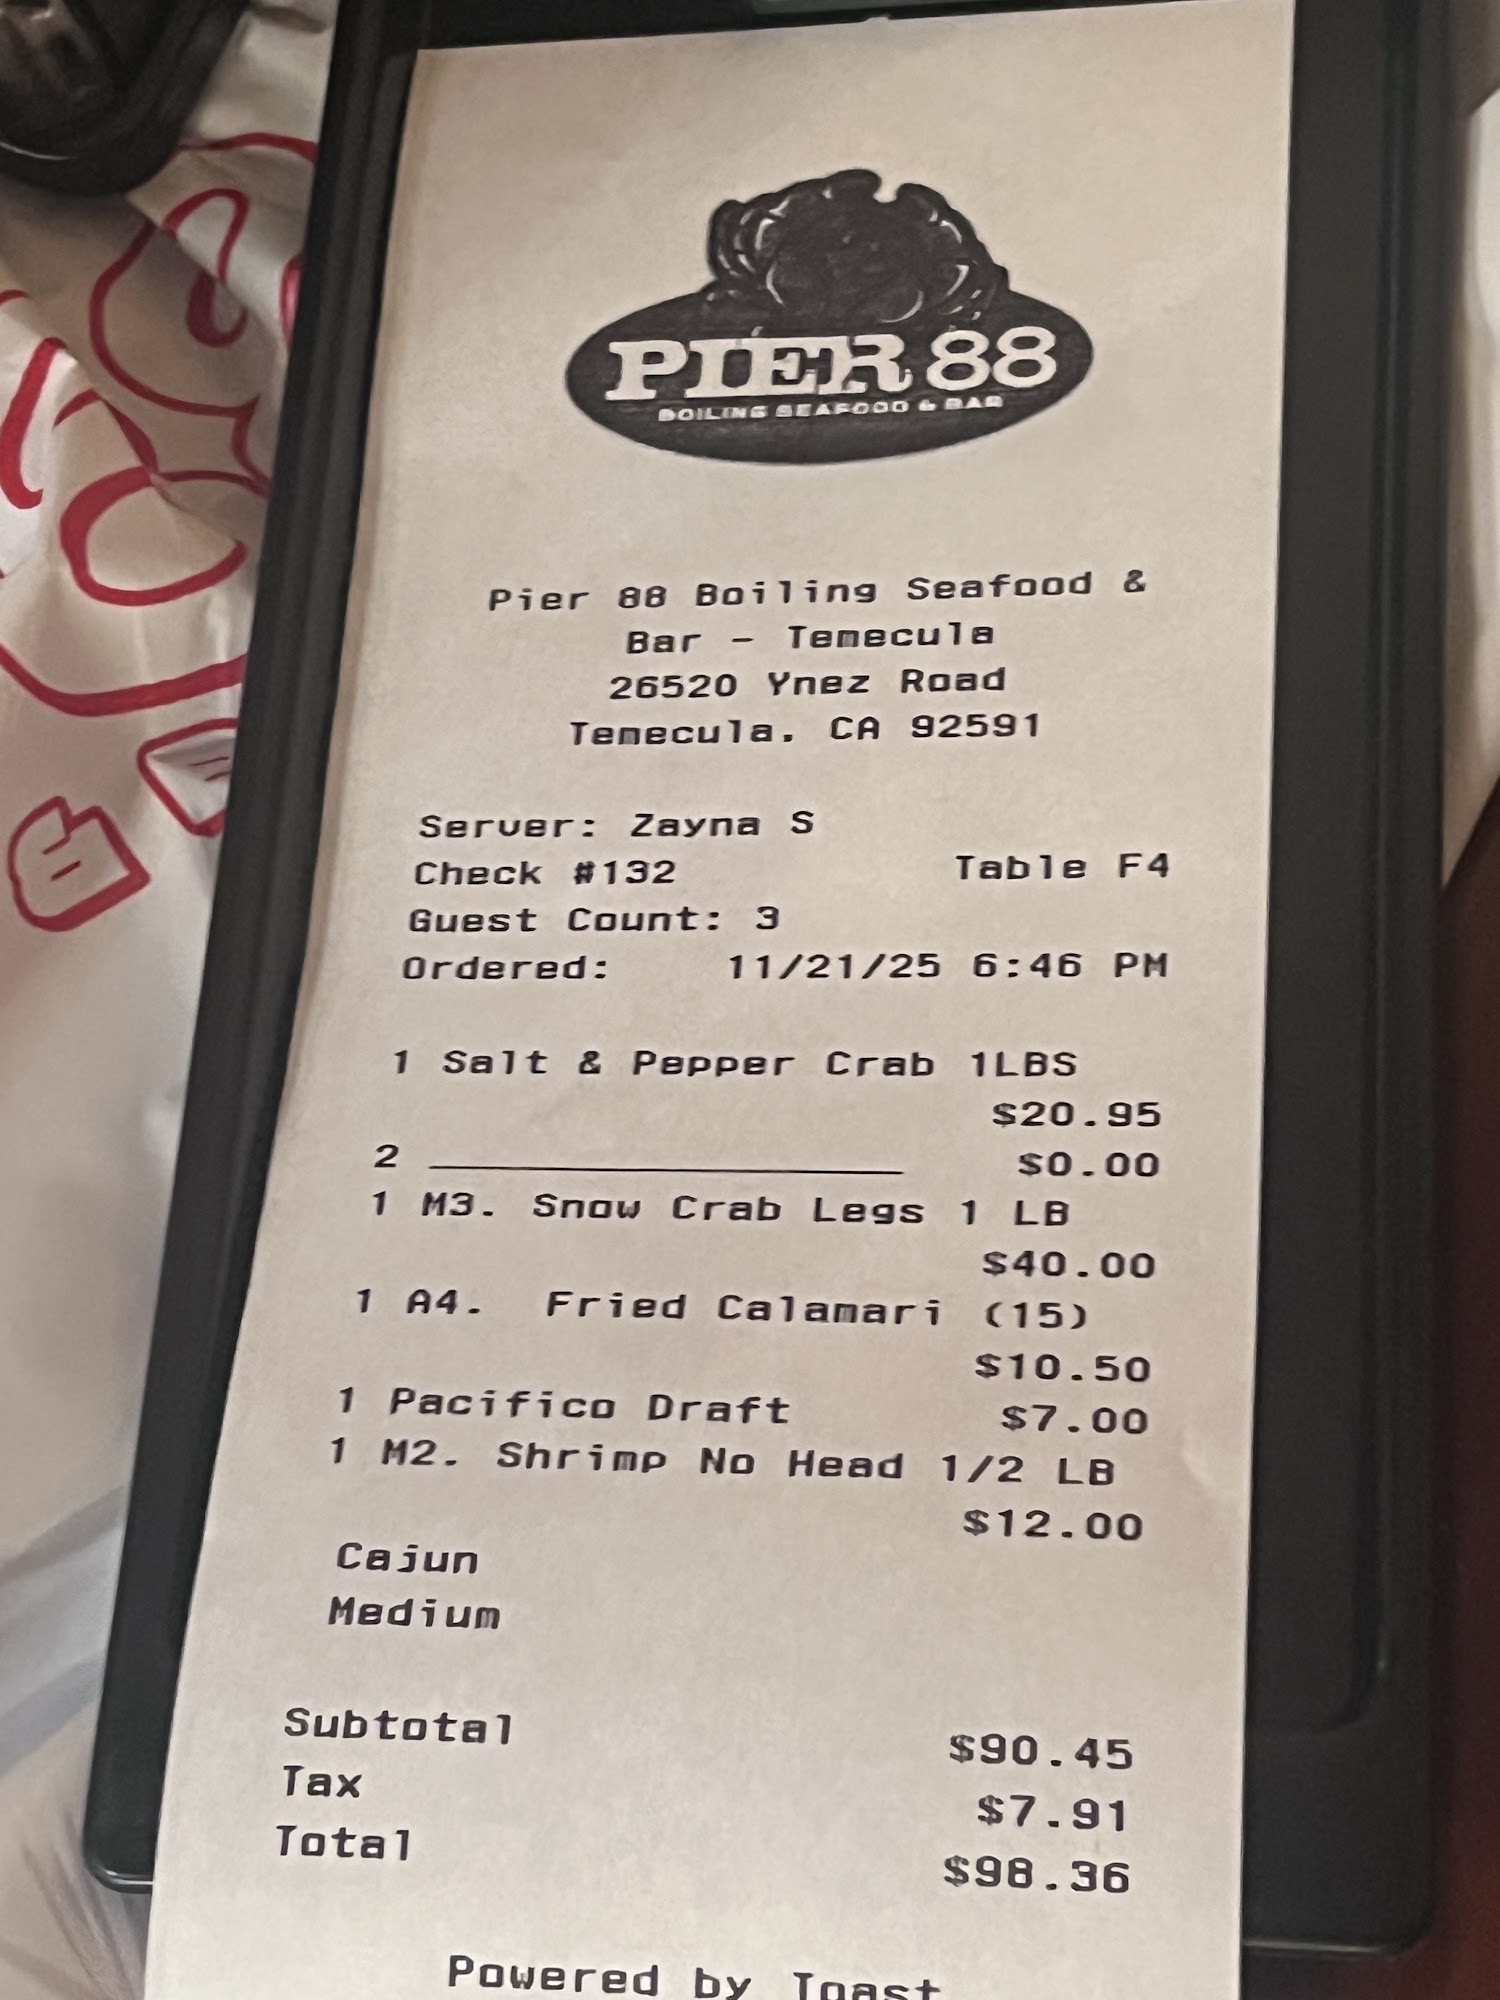 PIER 88
BOILING SEAFOOD & BAR
Pier 88 Boiling Seafood &
Bar - Temecula
26520 Ynez Road
Temecula, CA 92591
Server: Zayna S
Check #132 Table F4
Guest Count: 3
Ordered: 11/21/25 6:46 PM
1 Salt & Pepper Crab 1LBS
$20.95
2 _______________ $0.00
1 M3. Snow Crab Legs 1 LB
$40.00
1 A4. Fried Calamari (15)
$10.50
1 Pacifico Draft $7.00
1 M2. Shrimp No Head 1/2 LB
$12.00
Cajun
Medium
Subtotal $90.45
Tax $7.91
Total $98.36
Powered by Toast